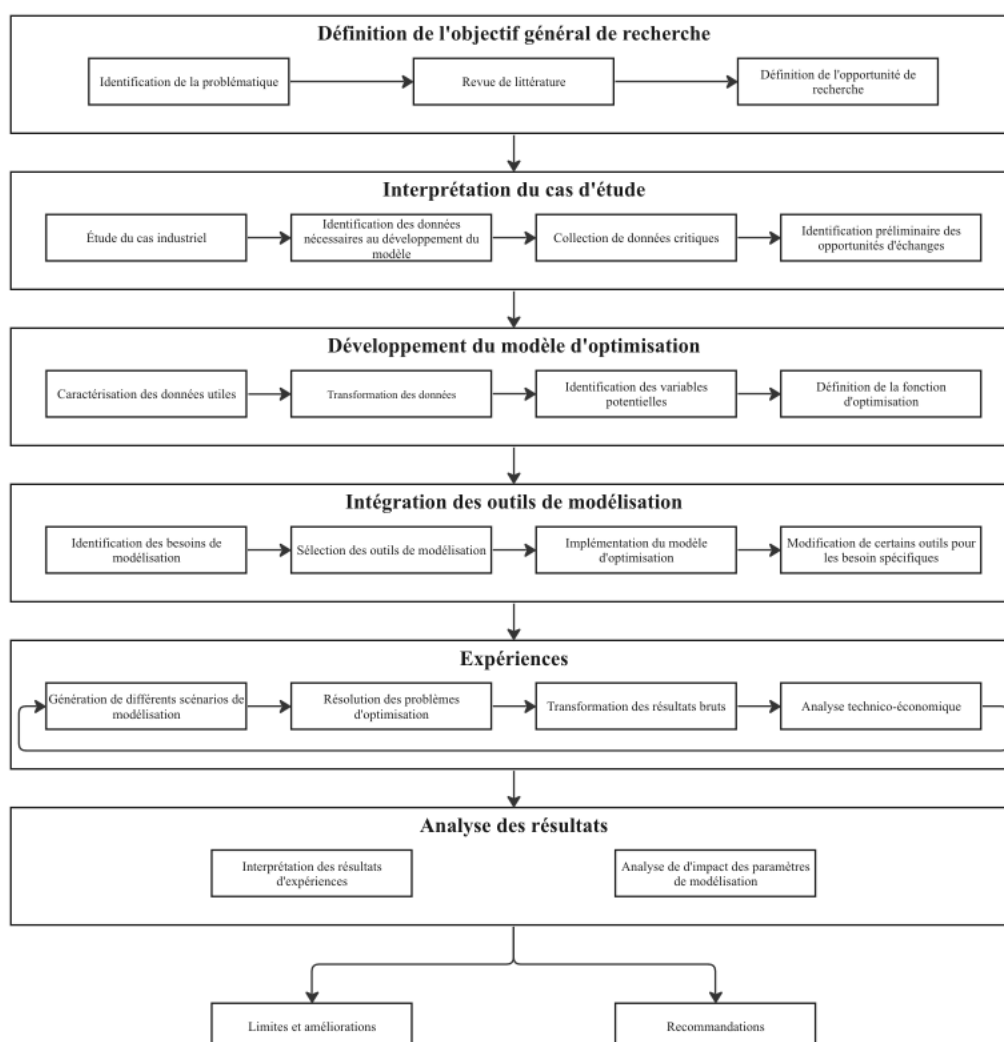 Définition de l'objectif général de recherche
Identification de la problématique
Revue de littérature
Définition de l'opportunité de
recherche
Interprétation du cas d'étude
Étude du cas industriel
Identification des données
nécessaires au développement du
modèle
Collection de données critiques
Identification préliminaire des
opportunités d'échanges
Développement du modèle d'optimisation
Caractérisation des données utiles
Transformation des données
Identification des variables
potentielles
Définition de la fonction
d'optimisation
Intégration des outils de modélisation
Identification des besoins de
modélisation
Sélection des outils de modélisation
Implémentation du modèle
d'optimisation
Modification de certains outils pour
les besoin spécifiques
Expériences
Génération de différents scénarios de
modélisation
Résolution des problèmes
d'optimisation
Transformation des résultats bruts
Analyse technico-économique
Analyse des résultats
Interprétation des résultats
d'expériences
Analyse de d'impact des paramètres
de modélisation
Limites et améliorations
Recommandations